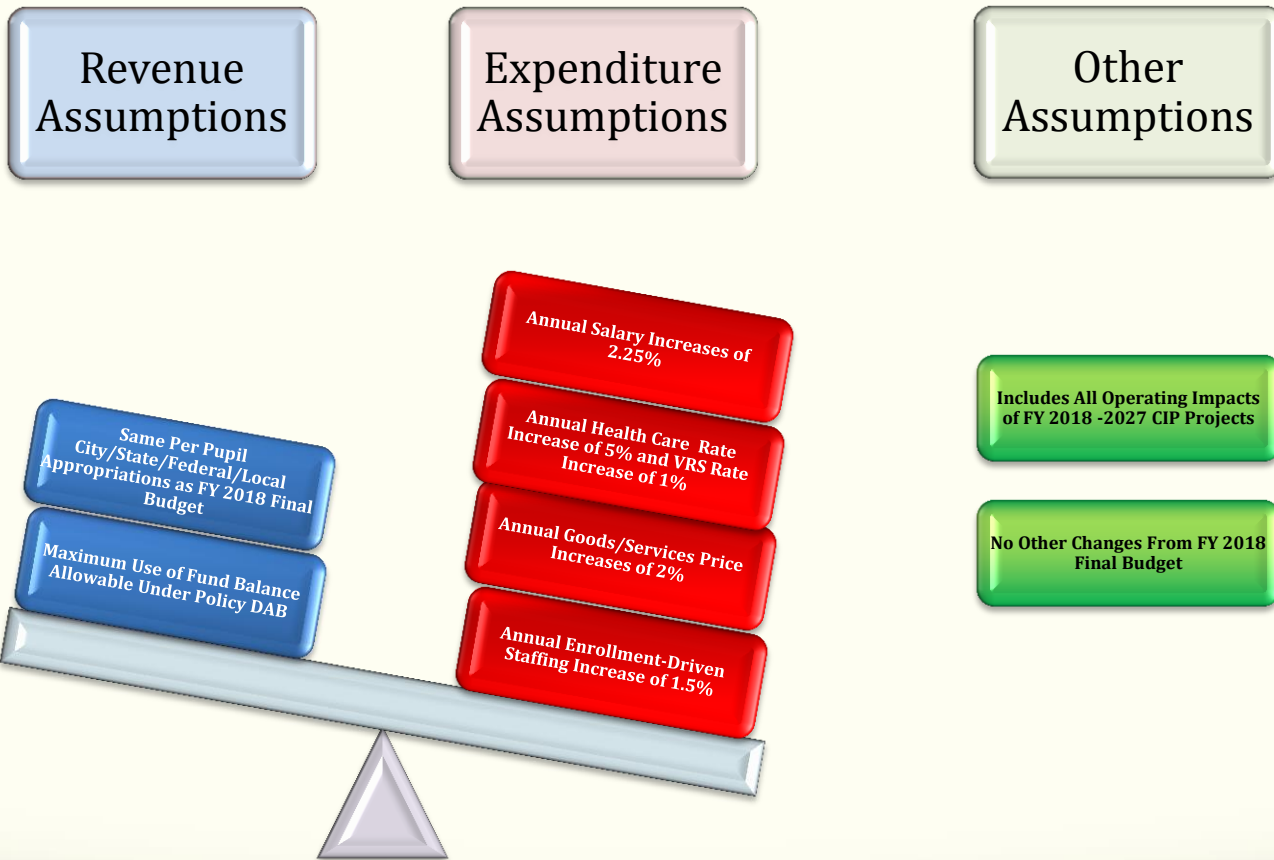 Revenue
Assumptions
Expenditure
Assumptions
Other
Assumptions
Same Per Pupil
City/State/Federal/Local
Appropriations as FY 2018 Final
Budget
Maximum Use of Fund Balance
Allowable Under Policy DAB
Annual Salary Increases of
2.25%
Annual Health Care Rate
Increase of 5% and VRS Rate
Increase of 1%
Annual Goods/Services Price
Increases of 2%
Annual Enrollment-Driven
Staffing Increase of 1.5%
Includes All Operating Impacts
of FY 2018 -2027 CIP Projects
No Other Changes From FY 2018
Final Budget